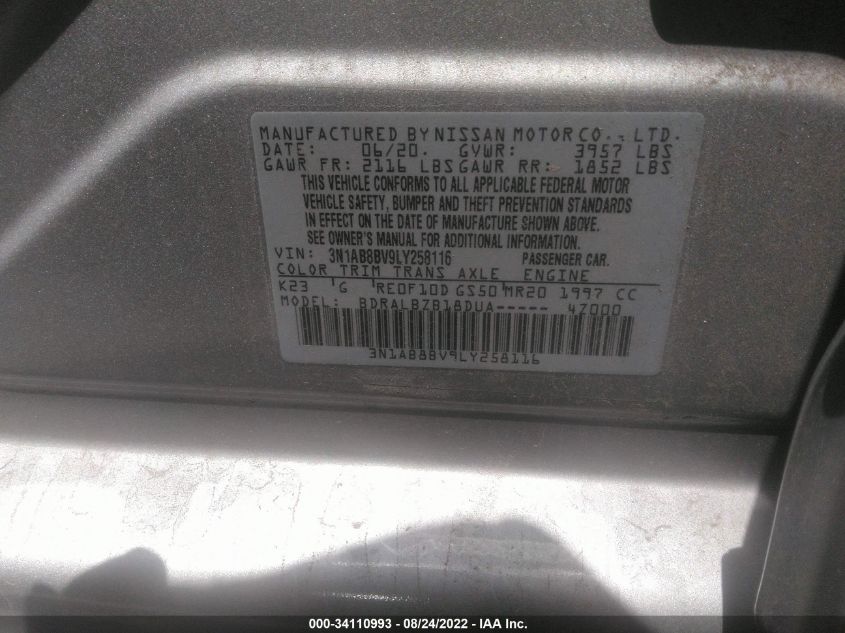 MANUFACTURED BY NISSAN MOTOR CO., LTD.
DATE: 06/20. GVWR: 3957 LBS
GAWR FR: 2116 LBS GAWR RR: 1852 LBS
THIS VEHICLE CONFORMS TO ALL APPLICABLE FEDERAL MOTOR
VEHICLE SAFETY, BUMPER AND THEFT PREVENTION STANDARDS
IN EFFECT ON THE DATE OF MANUFACTURE SHOWN ABOVE.
SEE OWNER'S MANUAL FOR ADDITIONAL INFORMATION.
VIN: 3N1AB8BV9LY258116 PASSENGER CAR.
COLOR TRIM TRANS AXLE ENGINE
K23 G RE0F10D GS50 MR20 1997 CC
MODEL: BDRALBZB18DUA----- 4Z000
3N1AB8BV9LY258116
000-34110993 - 08/24/2022 - IAA Inc.